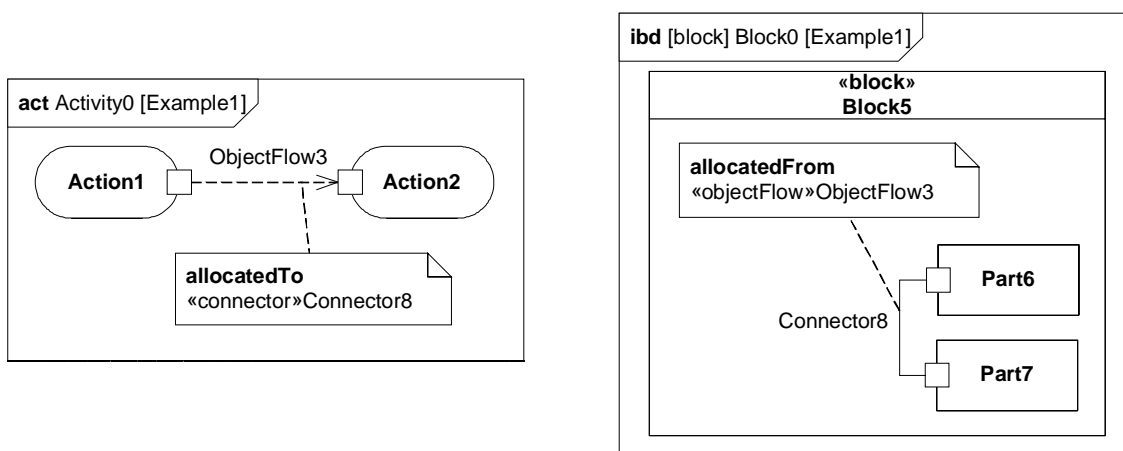 act Activity0 [Example1]
ObjectFlow3
Action1
Action2
allocatedTo
«connector»Connector8
ibd [block] Block0 [Example1]
«block»
Block5
allocatedFrom
«objectFlow»ObjectFlow3
Part6
Connector8
Part7